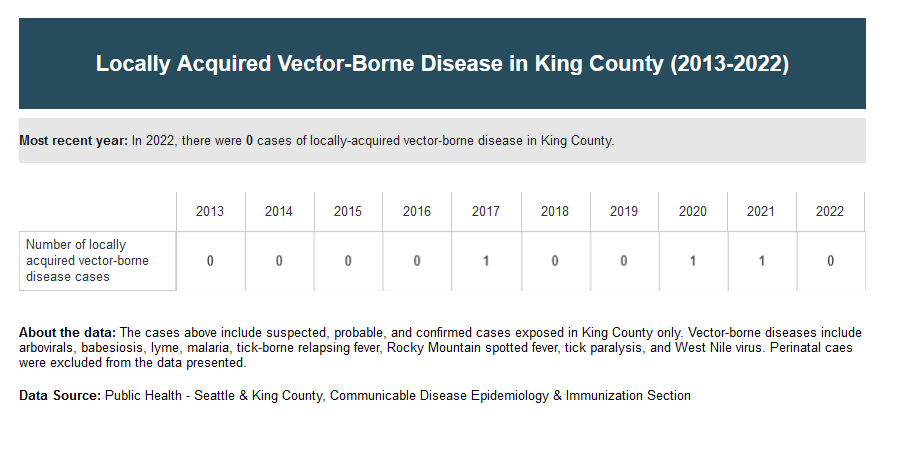 Locally Acquired Vector-Borne Disease in King County (2013-2022)
Most recent year: In 2022, there were 0 cases of locally-acquired vector-borne disease in King County.
2013 2014 2015 2016 2017 2018 2019 2020 2021 2022
Number of locally
acquired vector-borne
disease cases
0 0 0 0 1 0 0 1 1 0
About the data: The cases above include suspected, probable, and confirmed cases exposed in King County only. Vector-borne diseases include
arbovirals, babesiosis, lyme, malaria, tick-borne relapsing fever, Rocky Mountain spotted fever, tick paralysis, and West Nile virus. Perinatal caes
were excluded from the data presented.
Data Source: Public Health - Seattle & King County, Communicable Disease Epidemiology & Immunization Section